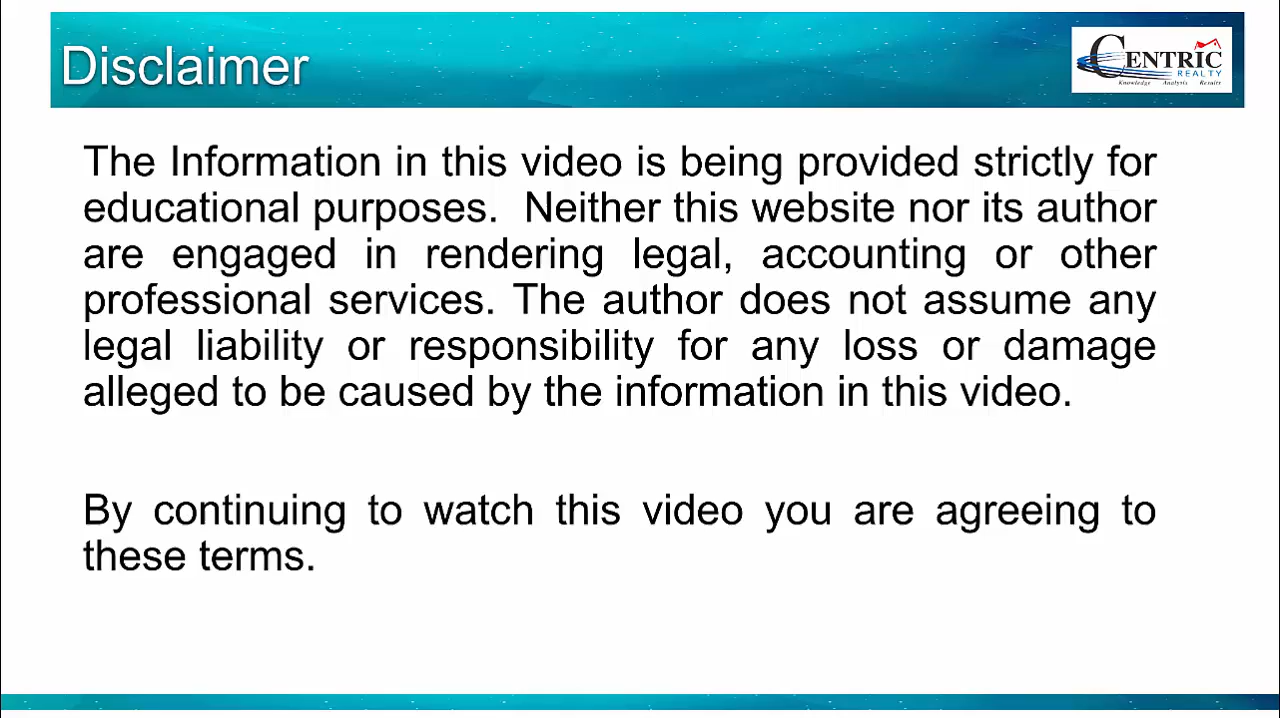 Disclaimer
CENTRIC
REALTY
Knowledge Analysis Results
The Information in this video is being provided strictly for
educational purposes.  Neither this website nor its author
are engaged in rendering legal, accounting or other
professional services. The author does not assume any
legal liability or responsibility for any loss or damage
alleged to be caused by the information in this video.
By continuing to watch this video you are agreeing to
these terms.